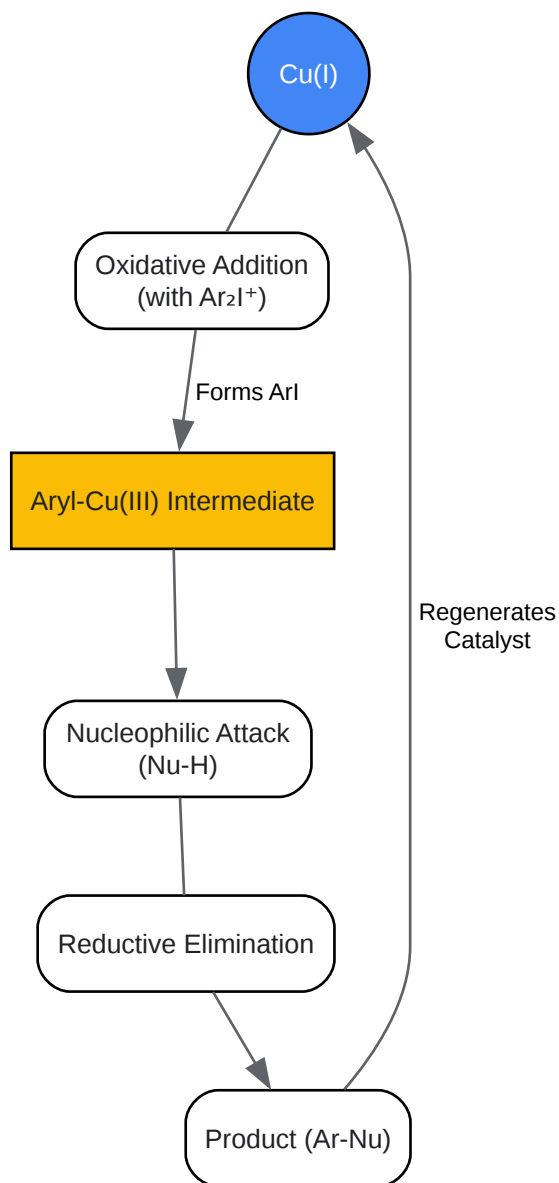 Cu(I)
Oxidative Addition
(with Ar₂I⁺)
Forms ArI
Aryl-Cu(III) Intermediate
Regenerates
Catalyst
Nucleophilic Attack
(Nu-H)
Reductive Elimination
Product (Ar-Nu)